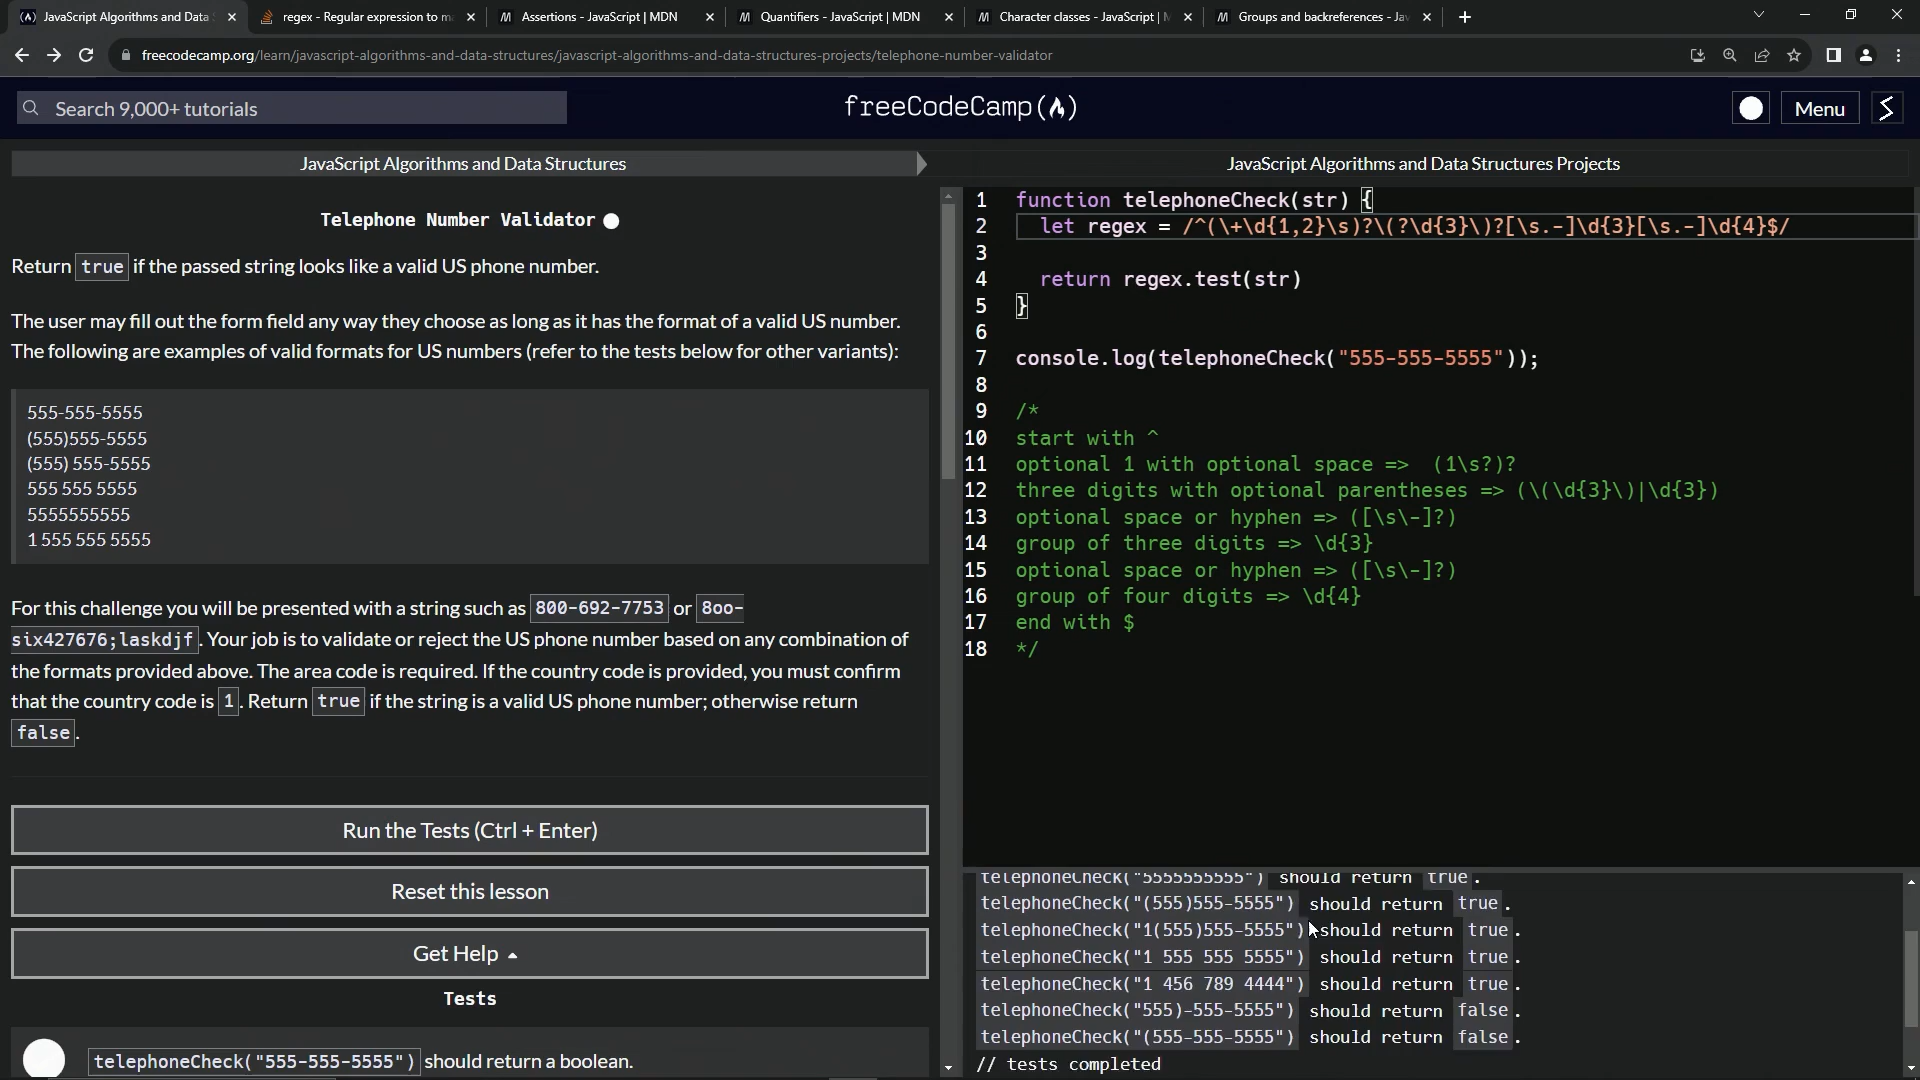 JavaScript Algorithms and Data
regex - Regular expression to m
Assertions - JavaScript | MDN
Quantifiers - JavaScript | MDN
Character classes - JavaScript |
Groups and backreferences - Jav
freecodecamp.org/learn/javascript-algorithms-and-data-structures/javascript-algorithms-and-data-structures-projects/telephone-number-validator
Search 9,000+ tutorials
freeCodeCamp
Menu
JavaScript Algorithms and Data Structures
JavaScript Algorithms and Data Structures Projects
Telephone Number Validator
Return true if the passed string looks like a valid US phone number.
The user may fill out the form field any way they choose as long as it has the format of a valid US number.
The following are examples of valid formats for US numbers (refer to the tests below for other variants):
555-555-5555
(555)555-5555
(555) 555-5555
555 555 5555
5555555555
1 555 555 5555
For this challenge you will be presented with a string such as 800-692-7753 or 8oo-
six427676;laskdjf. Your job is to validate or reject the US phone number based on any combination of
the formats provided above. The area code is required. If the country code is provided, you must confirm
that the country code is 1. Return true if the string is a valid US phone number; otherwise return
false.
Run the Tests (Ctrl + Enter)
Reset this lesson
Get Help
Tests
telephoneCheck("555-555-5555") should return a boolean.
1 function telephoneCheck(str) {
2 let regex = /^(\+\d{1,2}\s)?\(?\d{3}\)?[\s.-]\d{3}[\s.-]\d{4}$/
3
4 return regex.test(str)
5 }
6
7 console.log(telephoneCheck("555-555-5555"));
8
9 /*
10 start with ^
11 optional 1 with optional space => (1\s?)?
12 three digits with optional parentheses => (\(\d{3}\)|\d{3})
13 optional space or hyphen => ([\s\-]?)
14 group of three digits => \d{3}
15 optional space or hyphen => ([\s\-]?)
16 group of four digits => \d{4}
17 end with $
18 */
telephoneCheck("5555555555") should return true.
telephoneCheck("(555)555-5555") should return true.
telephoneCheck("1(555)555-5555") should return true.
telephoneCheck("1 555 555 5555") should return true.
telephoneCheck("1 456 789 4444") should return true.
telephoneCheck("555)-555-5555") should return false.
telephoneCheck("(555-555-5555") should return false.
// tests completed